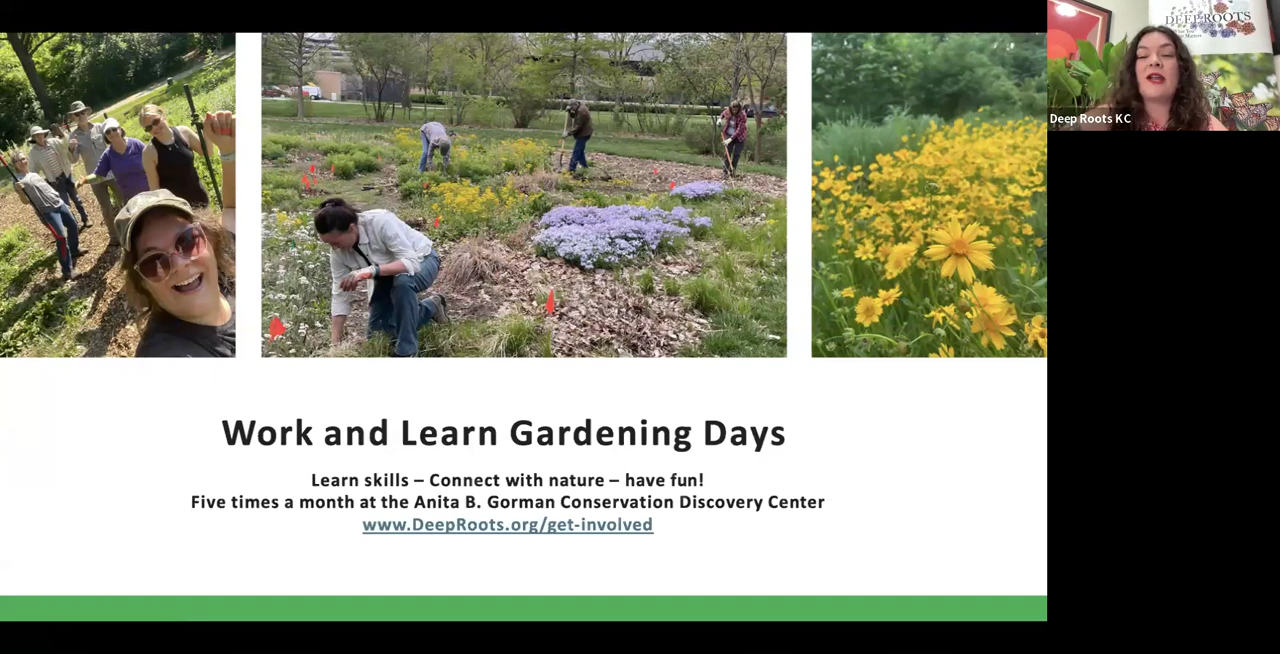 DEEP ROOTS
Deep Roots KC
Work and Learn Gardening Days
Learn skills – Connect with nature – have fun!
Five times a month at the Anita B. Gorman Conservation Discovery Center
www.DeepRoots.org/get-involved